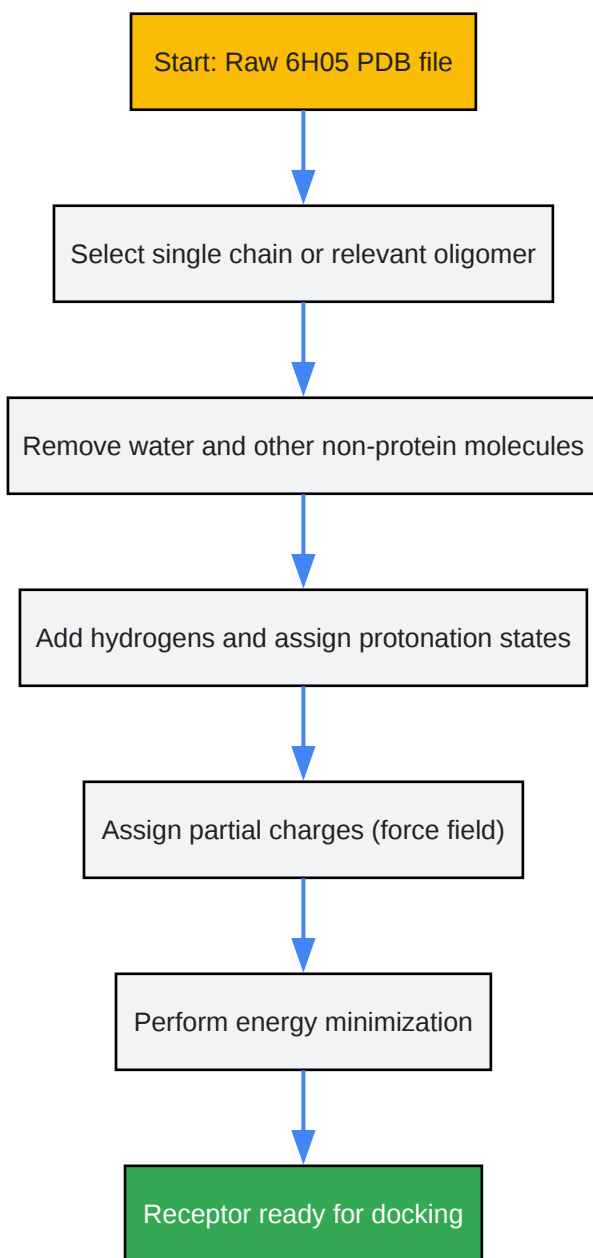 Start: Raw 6H05 PDB file
Select single chain or relevant oligomer
Remove water and other non-protein molecules
Add hydrogens and assign protonation states
Assign partial charges (force field)
Perform energy minimization
Receptor ready for docking